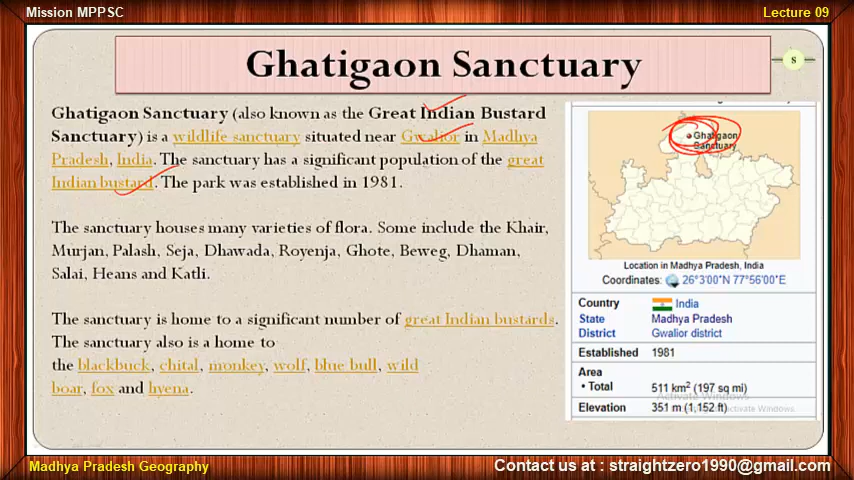 Mission MPPSC
Lecture 09
Ghatigaon Sanctuary
8
Ghatigaon Sanctuary (also known as the Great Indian Bustard
Sanctuary) is a wildlife sanctuary situated near Gwalior in Madhya
Pradesh, India. The sanctuary has a significant population of the great
Indian bustard. The park was established in 1981.
The sanctuary houses many varieties of flora. Some include the Khair,
Murjan, Palash, Seja, Dhawada, Royenja, Ghote, Beweg, Dhaman,
Salai, Heans and Katli.
The sanctuary is home to a significant number of great Indian bustards.
The sanctuary also is a home to
the blackbuck, chital, monkey, wolf, blue bull, wild
boar, fox and hyena.
Ghatigaon
Sanctuary
Location in Madhya Pradesh, India
Coordinates: 26°3′00″N 77°56′00″E
Country India
State Madhya Pradesh
District Gwalior district
Established 1981
Area
• Total 511 km² (197 sq mi)
Elevation 351 m (1,152 ft)
Activate Windows
Madhya Pradesh Geography
Contact us at : straightzero1990@gmail.com